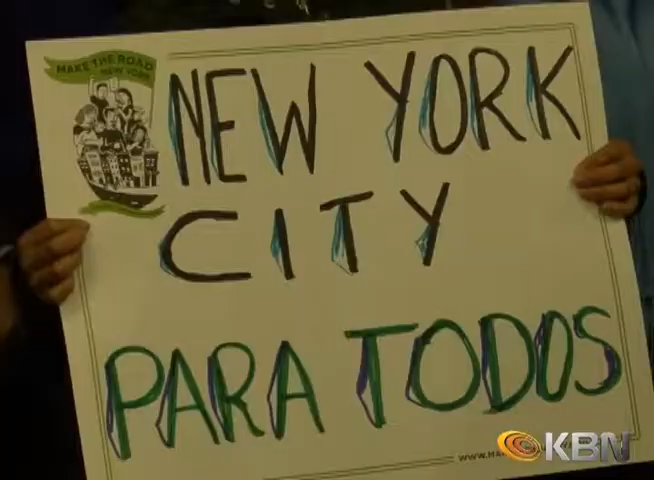 MAKE THE ROAD
NEW YORK
NEW YORK
CITY
PARA TODOS
KBN